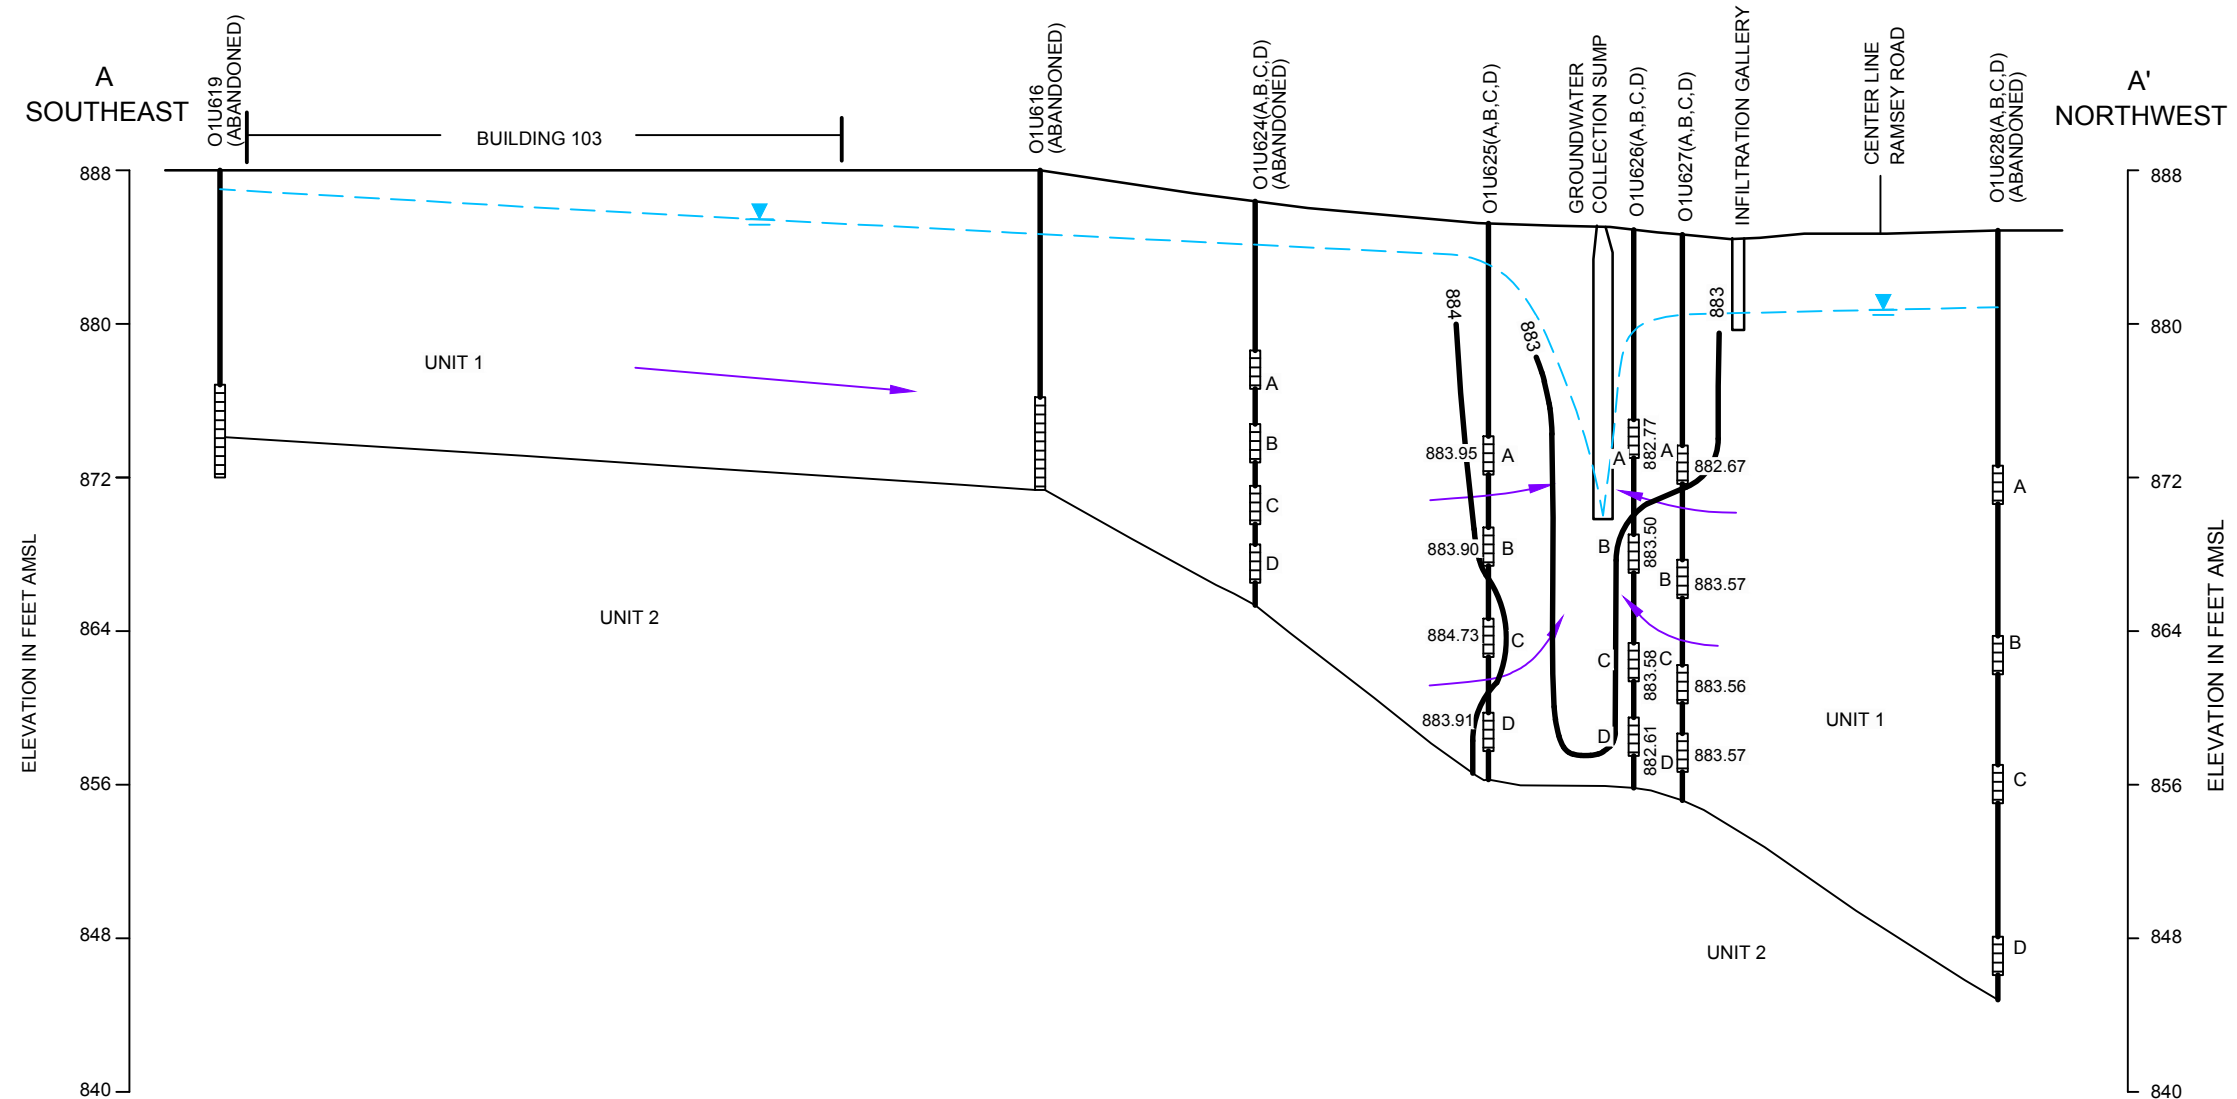 A
SOUTHEAST
O1U619
(ABANDONED)
BUILDING 103
O1U616
(ABANDONED)
O1U624(A,B,C,D)
(ABANDONED)
O1U625(A,B,C,D)
GROUNDWATER
COLLECTION SUMP
O1U626(A,B,C,D)
O1U627(A,B,C,D)
INFILTRATION GALLERY
CENTER LINE
RAMSEY ROAD
O1U628(A,B,C,D)
(ABANDONED)
A'
NORTHWEST
888
880
872
864
856
848
840
ELEVATION IN FEET AMSL
UNIT 1
UNIT 2
A
B
C
D
884
883
883.95
A
883.90
B
884.73
C
883.91
D
A
882.77
B
883.50
C
883.58
D
882.61
883
A
882.67
B
883.57
C
883.56
D
883.57
UNIT 1
UNIT 2
A
B
C
D
888
880
872
864
856
848
840
ELEVATION IN FEET AMSL